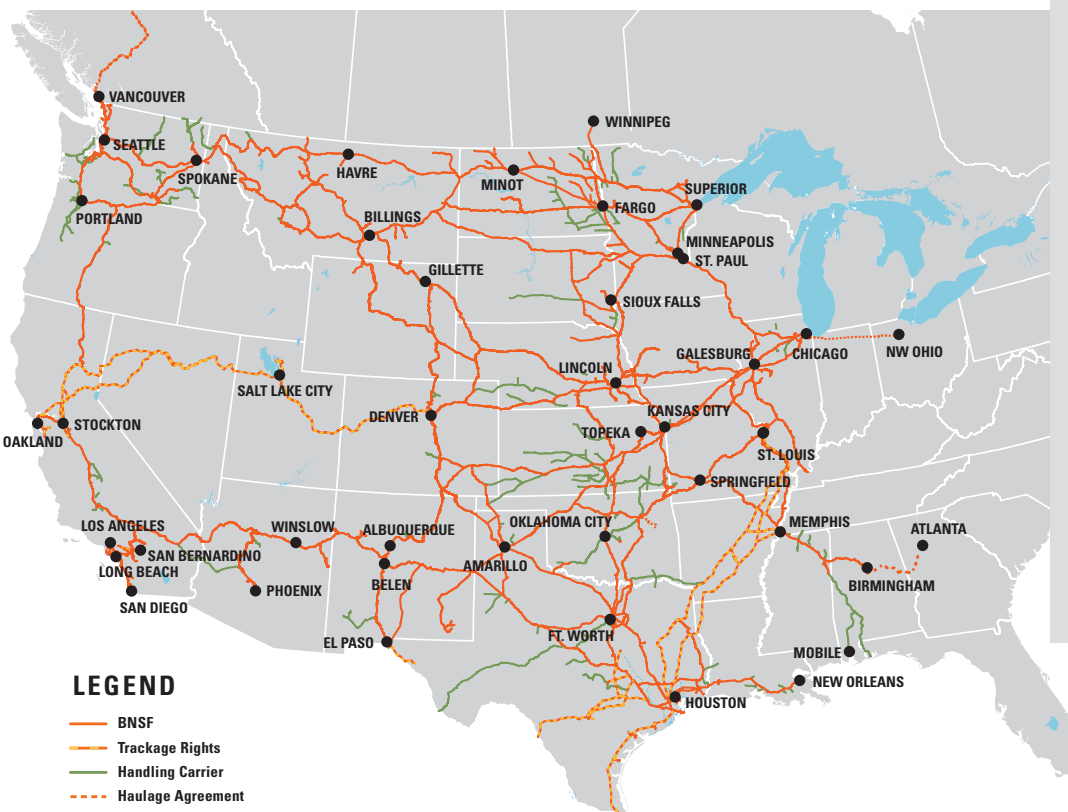 VANCOUVER
WINNIPEG
SEATTLE
SPOKANE
HAVRE
MINOT
SUPERIOR
PORTLAND
BILLINGS
FARGO
MINNEAPOLIS
ST. PAUL
GILLETTE
SIOUX FALLS
GALESBURG
CHICAGO
NW OHIO
LINCOLN
SALT LAKE CITY
DENVER
KANSAS CITY
OAKLAND
STOCKTON
TOPEKA
ST. LOUIS
SPRINGFIELD
LOS ANGELES
WINSLOW
ALBUQUERQUE
OKLAHOMA CITY
MEMPHIS
ATLANTA
SAN BERNARDINO
LONG BEACH
AMARILLO
BELEN
PHOENIX
BIRMINGHAM
SAN DIEGO
EL PASO
FT. WORTH
MOBILE
NEW ORLEANS
HOUSTON
LEGEND
BNSF
Trackage Rights
Handling Carrier
Haulage Agreement